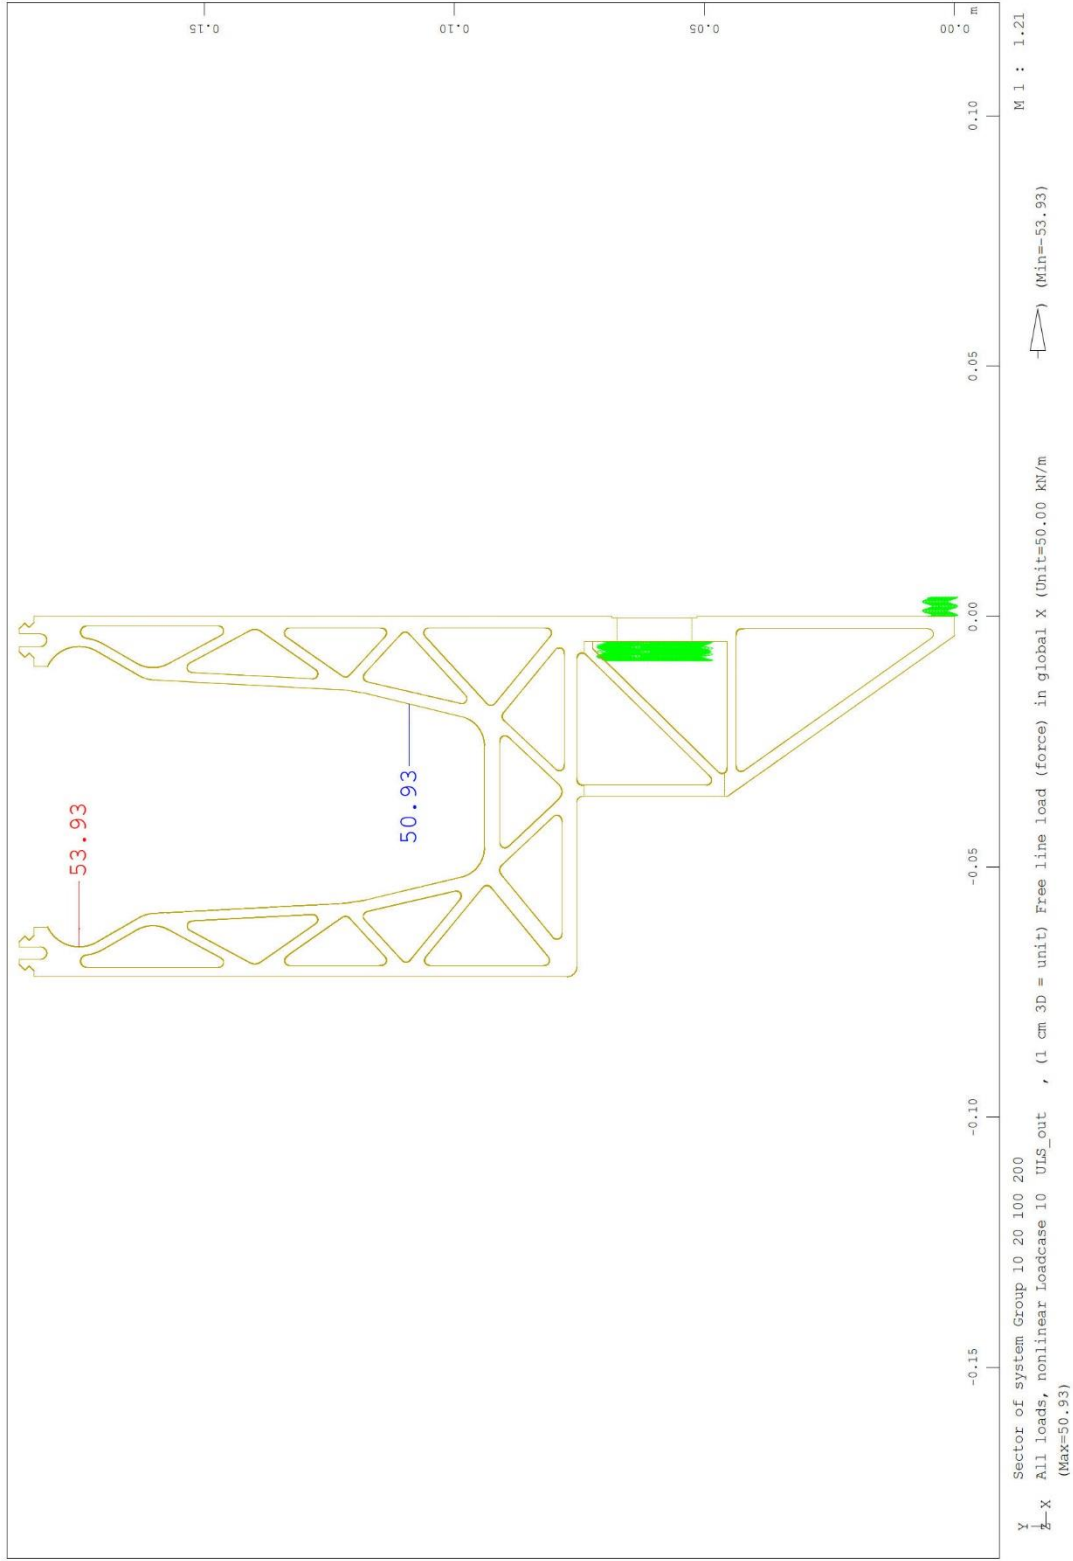 0.15
0.10
0.05
0.00
m
53.93
50.93
-0.15
-0.10
-0.05
0.00
0.05
0.10
Y
Z X
Sector of system Group 10 20 100 200
M 1 : 1.21
All loads, nonlinear Loadcase 10 ULS_out , (1 cm 3D = unit) Free line load (force) in global X (Unit=50.00 kN/m ) (Min=-53.93)
(Max=50.93)